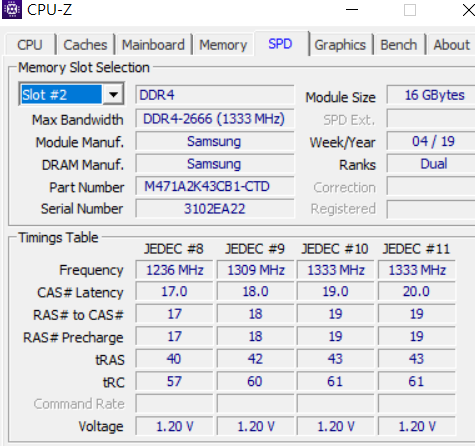 CPU-Z
CPU Caches Mainboard Memory SPD Graphics Bench About
Memory Slot Selection
Slot #2 DDR4 Module Size 16 GBytes
Max Bandwidth DDR4-2666 (1333 MHz) SPD Ext.
Module Manuf. Samsung Week/Year 04 / 19
DRAM Manuf. Samsung Ranks Dual
Part Number M471A2K43CB1-CTD Correction
Serial Number 3102EA22 Registered
Timings Table
JEDEC #8 JEDEC #9 JEDEC #10 JEDEC #11
Frequency 1236 MHz 1309 MHz 1333 MHz 1333 MHz
CAS# Latency 17.0 18.0 19.0 20.0
RAS# to CAS# 17 18 19 19
RAS# Precharge 17 18 19 19
tRAS 40 42 43 43
tRC 57 60 61 61
Command Rate
Voltage 1.20 V 1.20 V 1.20 V 1.20 V